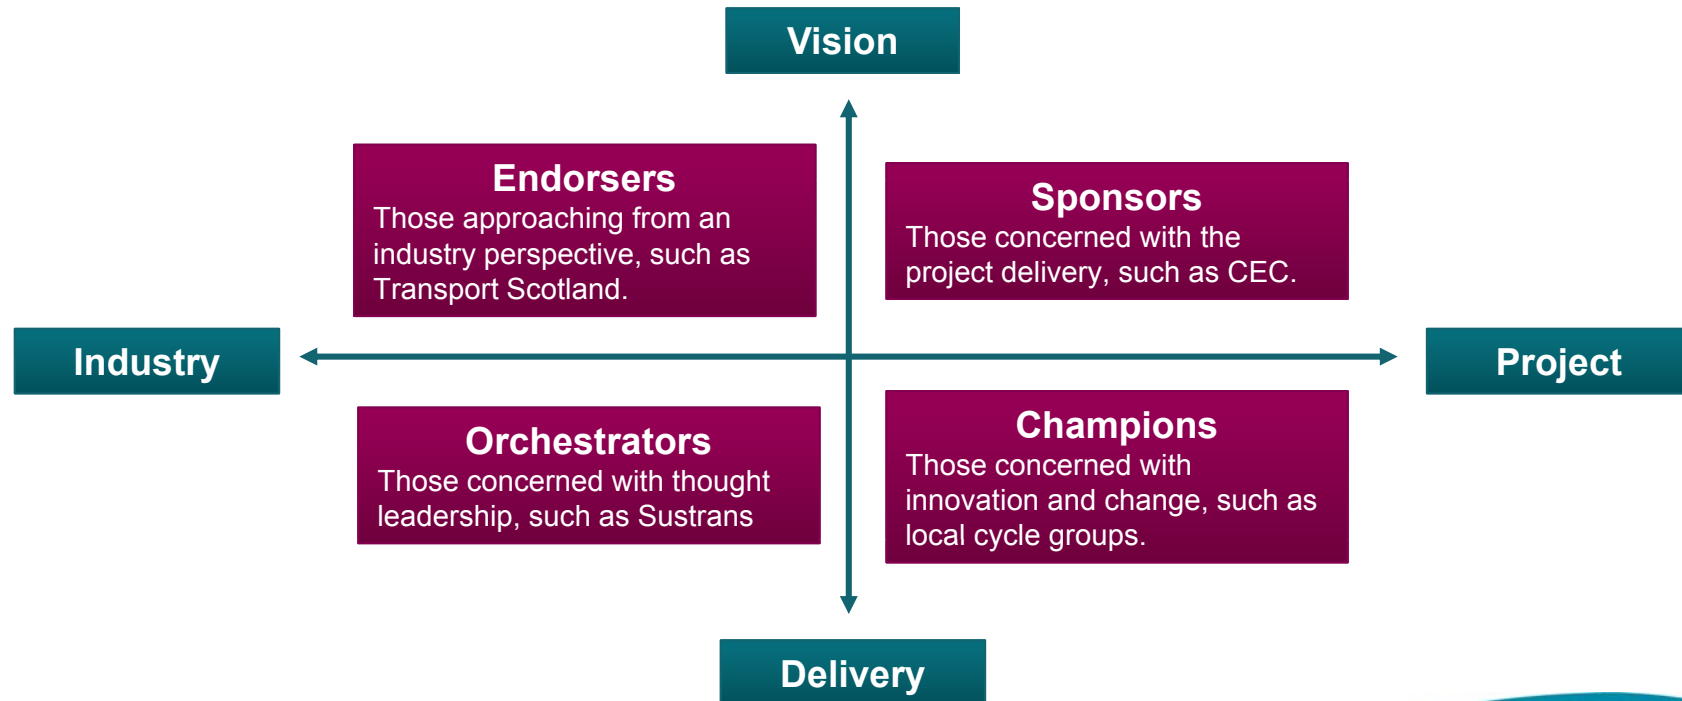 Vision
Endorsers
Those approaching from an
industry perspective, such as
Transport Scotland.
Sponsors
Those concerned with the
project delivery, such as CEC.
Industry
Project
Orchestrators
Those concerned with thought
leadership, such as Sustrans
Champions
Those concerned with
innovation and change, such as
local cycle groups.
Delivery